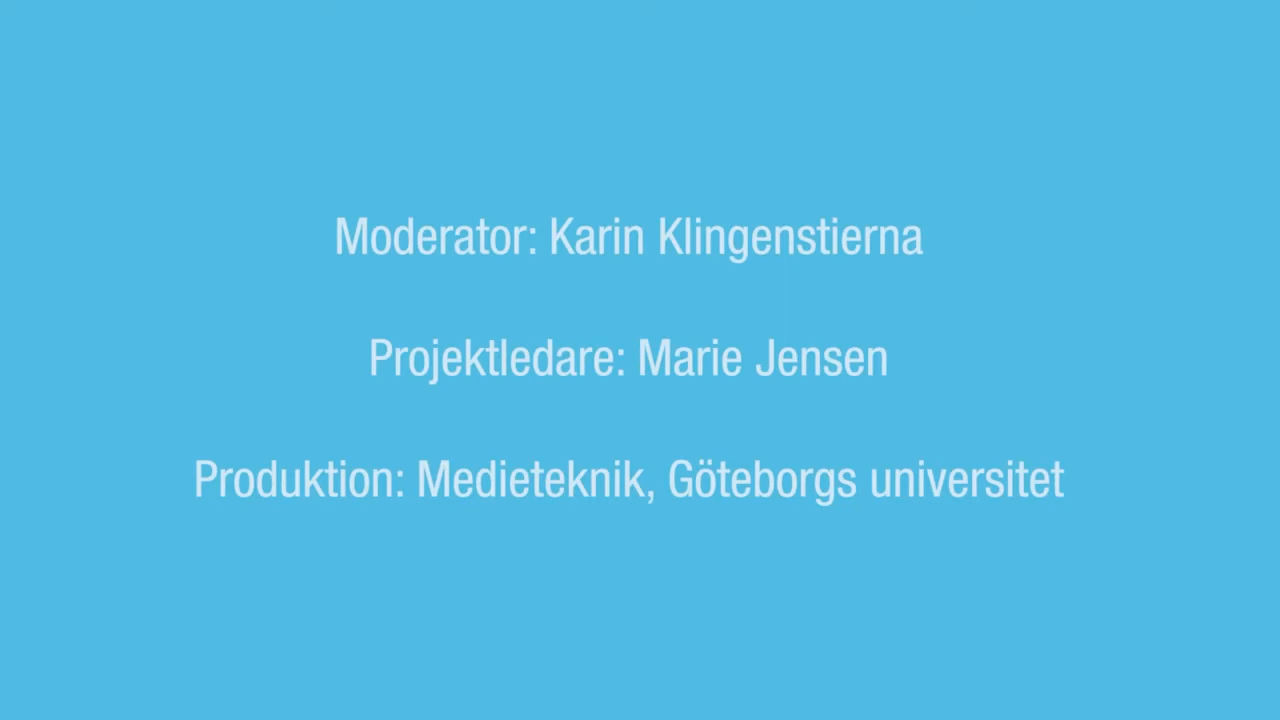 Moderator: Karin Klingenstierna
Projektledare: Marie Jensen
Produktion: Medieteknik, Göteborgs universitet